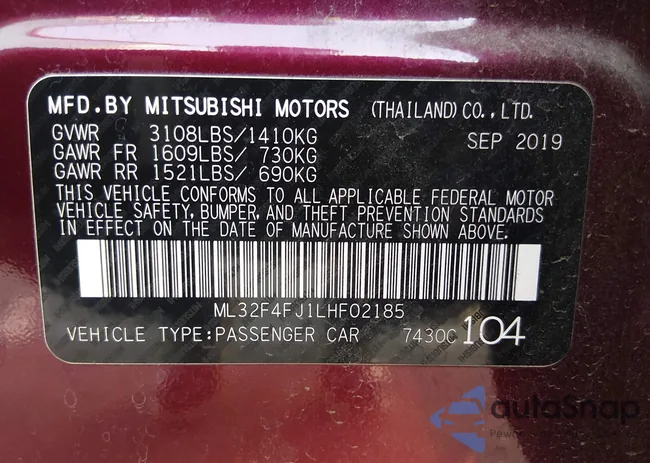 MFD.BY MITSUBISHI MOTORS (THAILAND) CO., LTD.
GVWR 3108LBS/1410KG SEP 2019
GAWR FR 1609LBS/ 730KG
GAWR RR 1521LBS/ 690KG
THIS VEHICLE CONFORMS TO ALL APPLICABLE FEDERAL MOTOR
VEHICLE SAFETY, BUMPER, AND THEFT PREVENTION STANDARDS
IN EFFECT ON THE DATE OF MANUFACTURE SHOWN ABOVE.
ML32F4FJ1LHF02185
VEHICLE TYPE:PASSENGER CAR 7430C 104
autoSnap